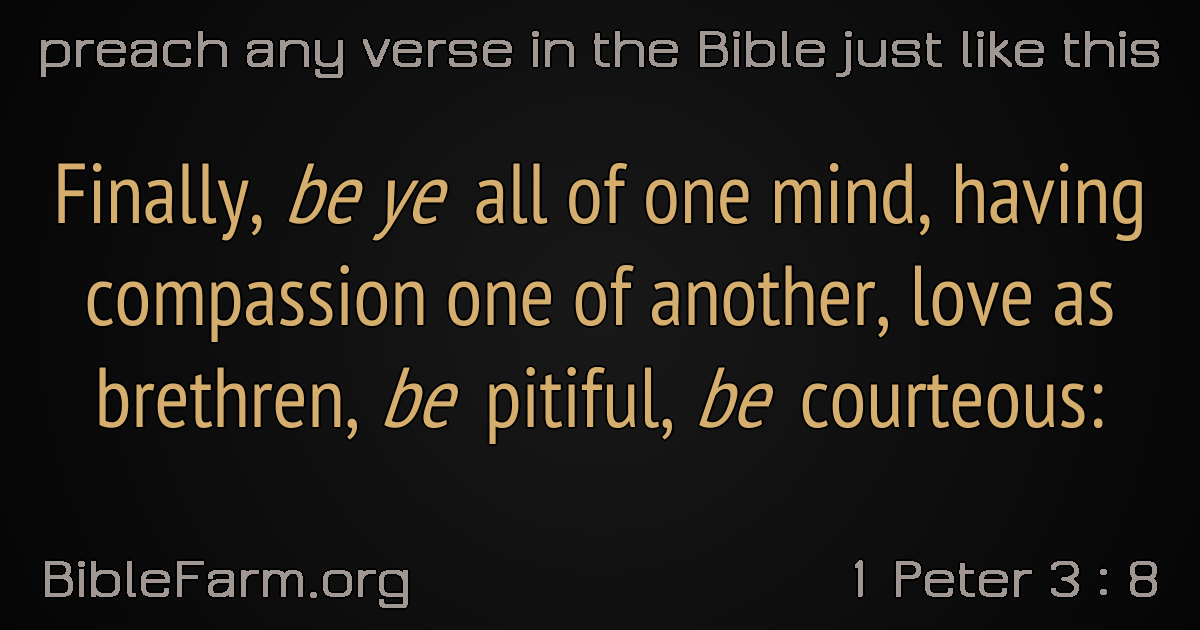 preach any verse in the Bible just like this
Finally, be ye all of one mind, having
compassion one of another, love as
brethren, be pitiful, be courteous:
BibleFarm.org
1 Peter 3 : 8